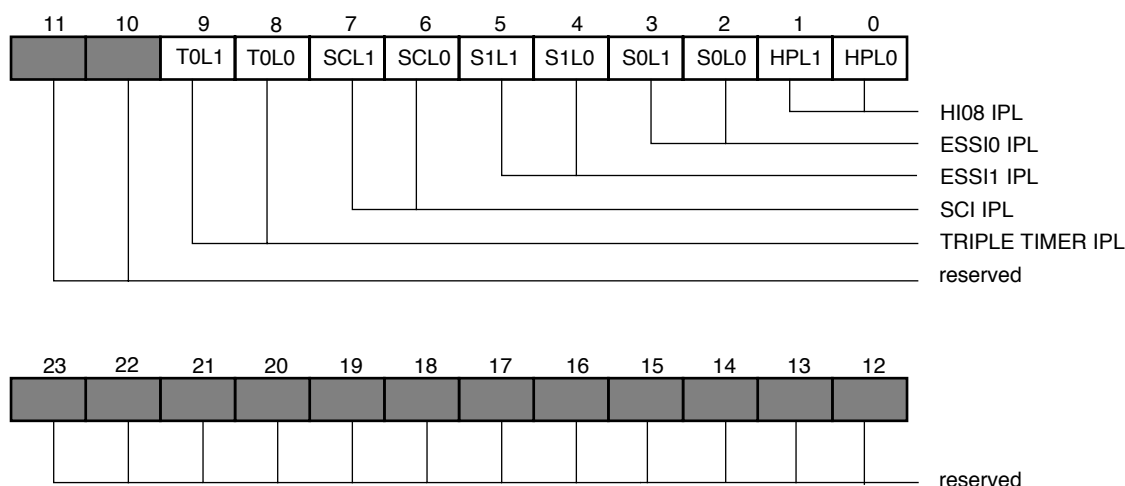 11 10 9 8 7 6 5 4 3 2 1 0
T0L1 T0L0 SCL1 SCL0 S1L1 S1L0 S0L1 S0L0 HPL1 HPL0
HI08 IPL
ESSI0 IPL
ESSI1 IPL
SCI IPL
TRIPLE TIMER IPL
reserved
23 22 21 20 19 18 17 16 15 14 13 12
reserved